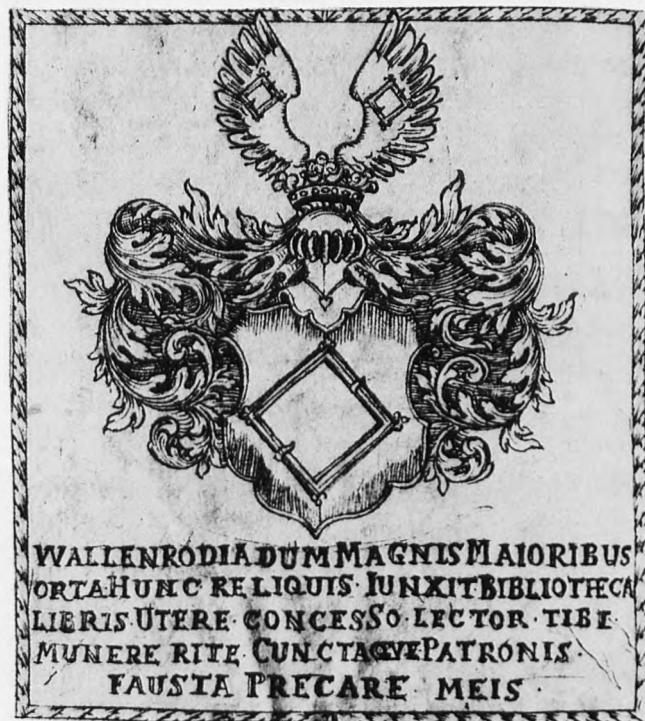 WALLENRODIA DUM MAGNIS MAIORIBUS
ORTA HUNC RELIQUIS· IUNXIT BIBLIOTHECA
LIBRIS· UTERE· CONCESSO· LECTOR· TIBI·
MUNERE RITE· CUNCTAQVE PATRONIS·
FAUSTA PRECARE MEIS·